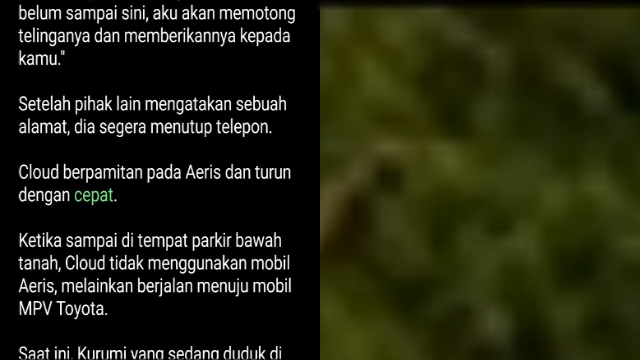 belum sampai sini, aku akan memotong
telinganya dan memberikannya kepada
kamu."
Setelah pihak lain mengatakan sebuah
alamat, dia segera menutup telepon.
Cloud berpamitan pada Aeris dan turun
dengan cepat.
Ketika sampai di tempat parkir bawah
tanah, Cloud tidak menggunakan mobil
Aeris, melainkan berjalan menuju mobil
MPV Toyota.
Saat ini, Kurumi yang sedang duduk di